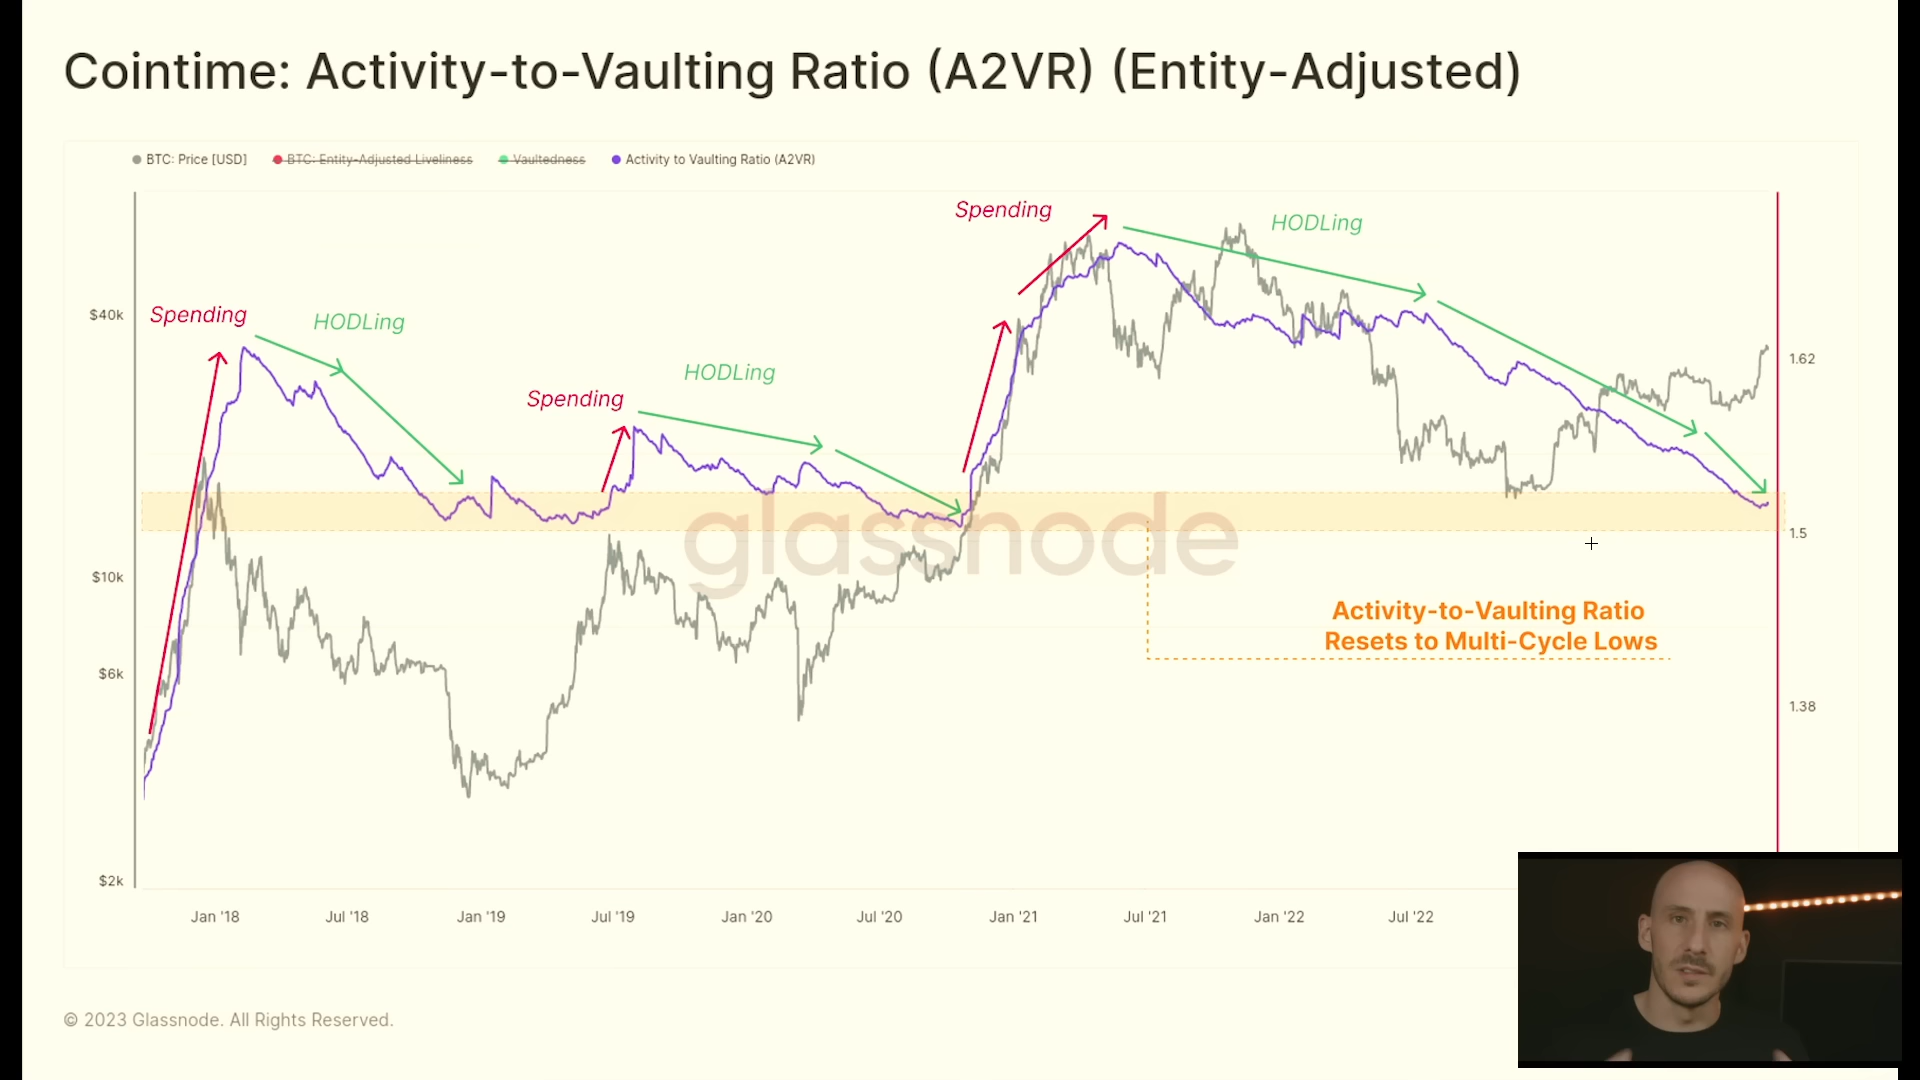 Cointime: Activity-to-Vaulting Ratio (A2VR) (Entity-Adjusted)
BTC: Price [USD] BTC: Entity-Adjusted Liveliness Vaultedness Activity to Vaulting Ratio (A2VR)
Spending
HODLing
Spending
HODLing
Spending
HODLing
$40k
$10k
$6k
$2k
1.62
1.5
1.38
glassnode
Activity-to-Vaulting Ratio
Resets to Multi-Cycle Lows
Jan '18 Jul '18 Jan '19 Jul '19 Jan '20 Jul '20 Jan '21 Jul '21 Jan '22 Jul '22
© 2023 Glassnode. All Rights Reserved.